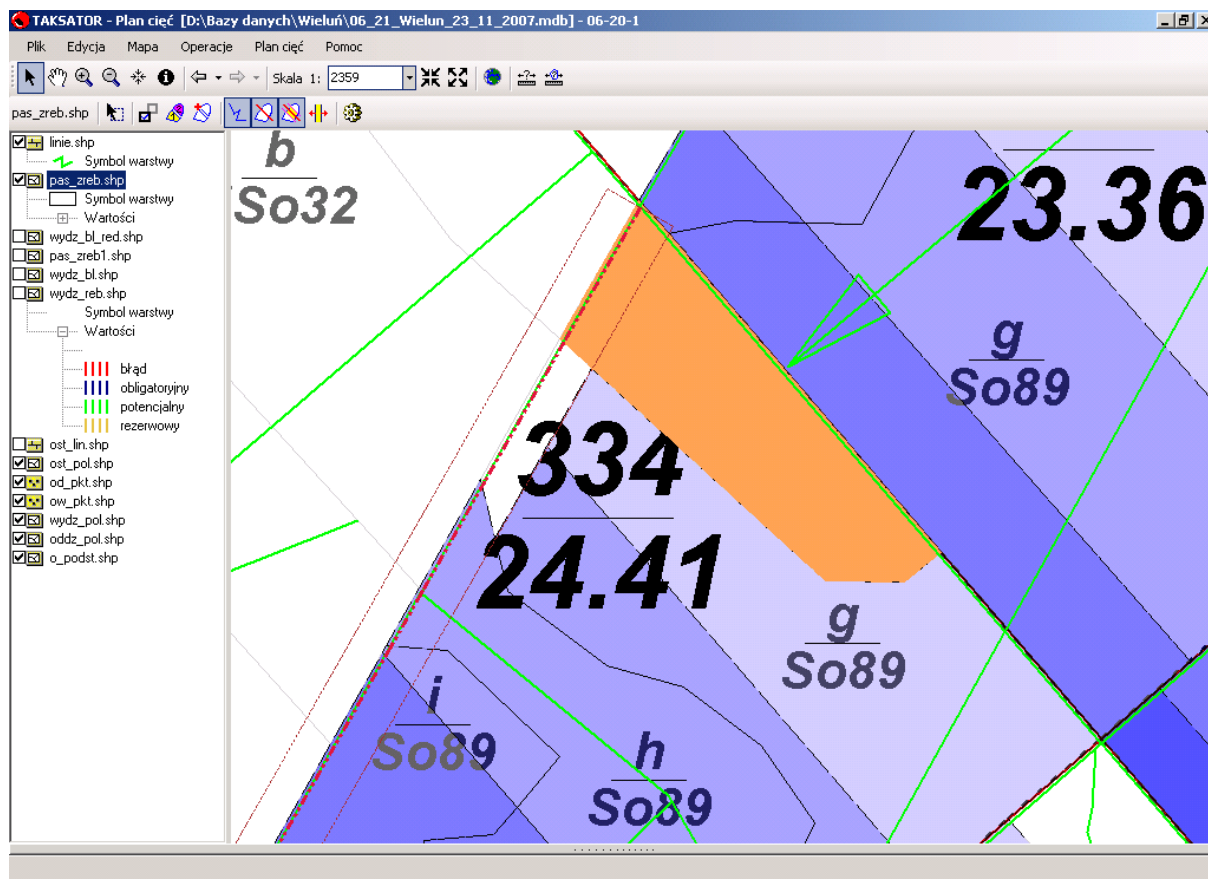 TAKSATOR - Plan cięć [D:\Bazy danych\Wieluń\06_21_Wielun_23_11_2007.mdb] - 06-20-1
Plik Edycja Mapa Operacje Plan cięć Pomoc
Skala 1: 2359
pas_zreb.shp
linie.shp
Symbol warstwy
pas_zreb.shp
Symbol warstwy
Wartości
wydz_bl_red.shp
pas_zreb1.shp
wydz_bl.shp
wydz_reb.shp
Symbol warstwy
Wartości
błąd
obligatoryjny
potencjalny
rezerwowy
ost_lin.shp
ost_pol.shp
od_pkt.shp
ow_pkt.shp
wydz_pol.shp
oddz_pol.shp
o_podst.shp
b
So32
23.36
g
So89
334
24.41
g
So89
i
So89
h
So89